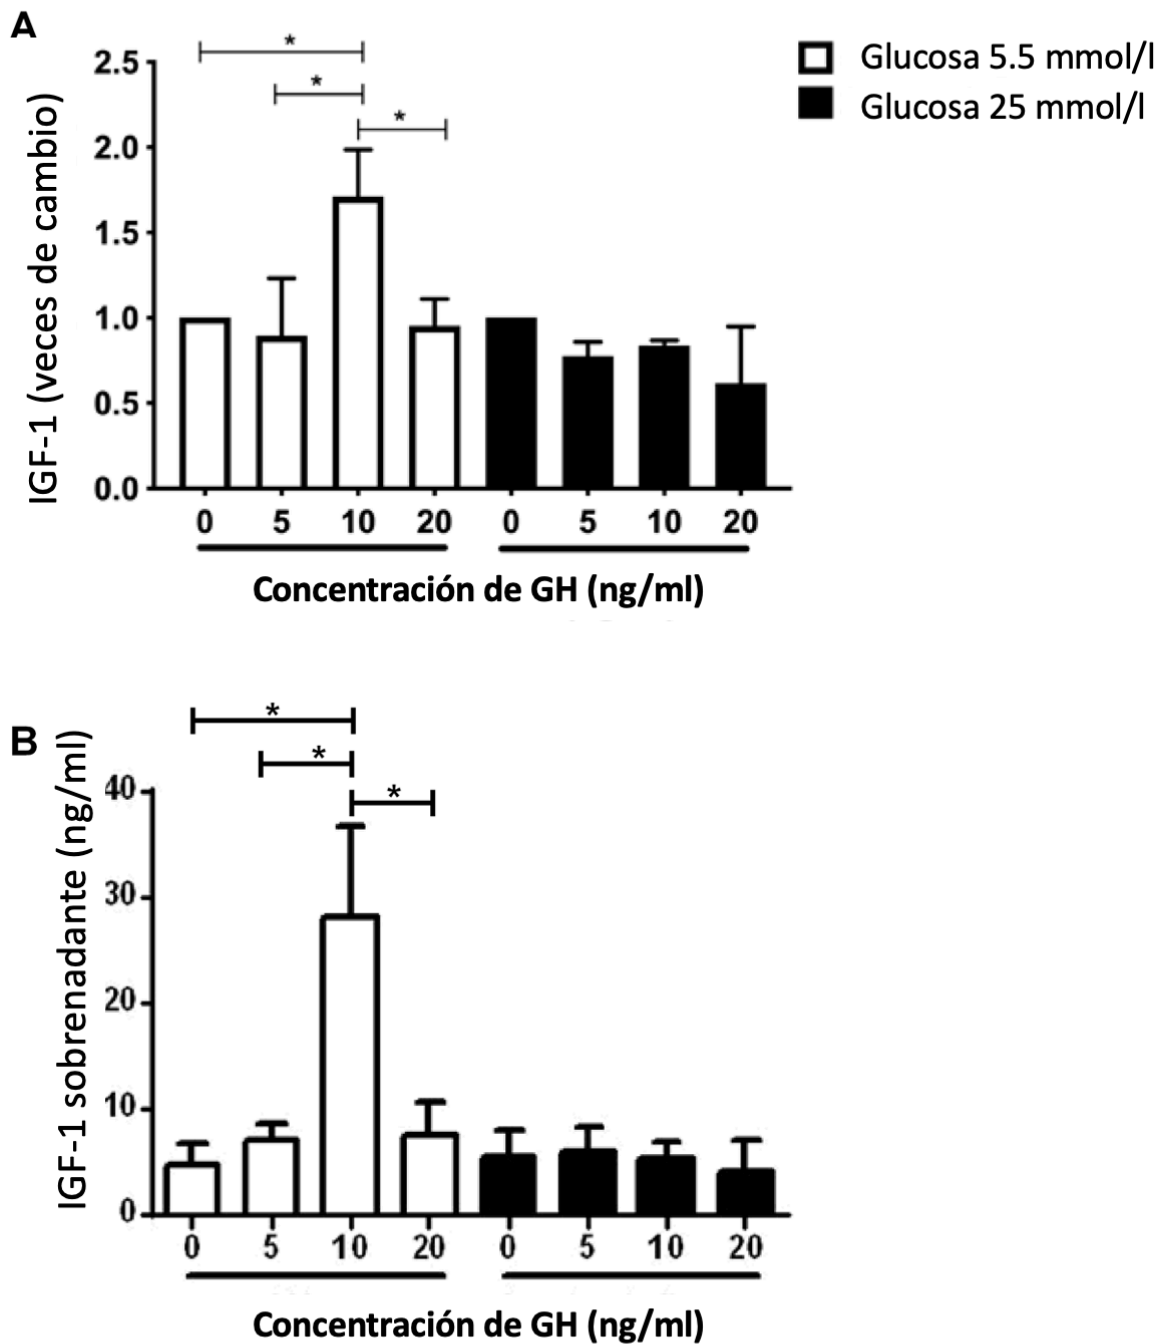 A
*
*
*
2.5
2.0
1.5
1.0
0.5
0.0
IGF-1 (veces de cambio)
Glucosa 5.5 mmol/l
Glucosa 25 mmol/l
0 5 10 20 0 5 10 20
Concentración de GH (ng/ml)
B
*
*
*
40
30
20
10
0
IGF-1 sobrenadante (ng/ml)
0 5 10 20 0 5 10 20
Concentración de GH (ng/ml)